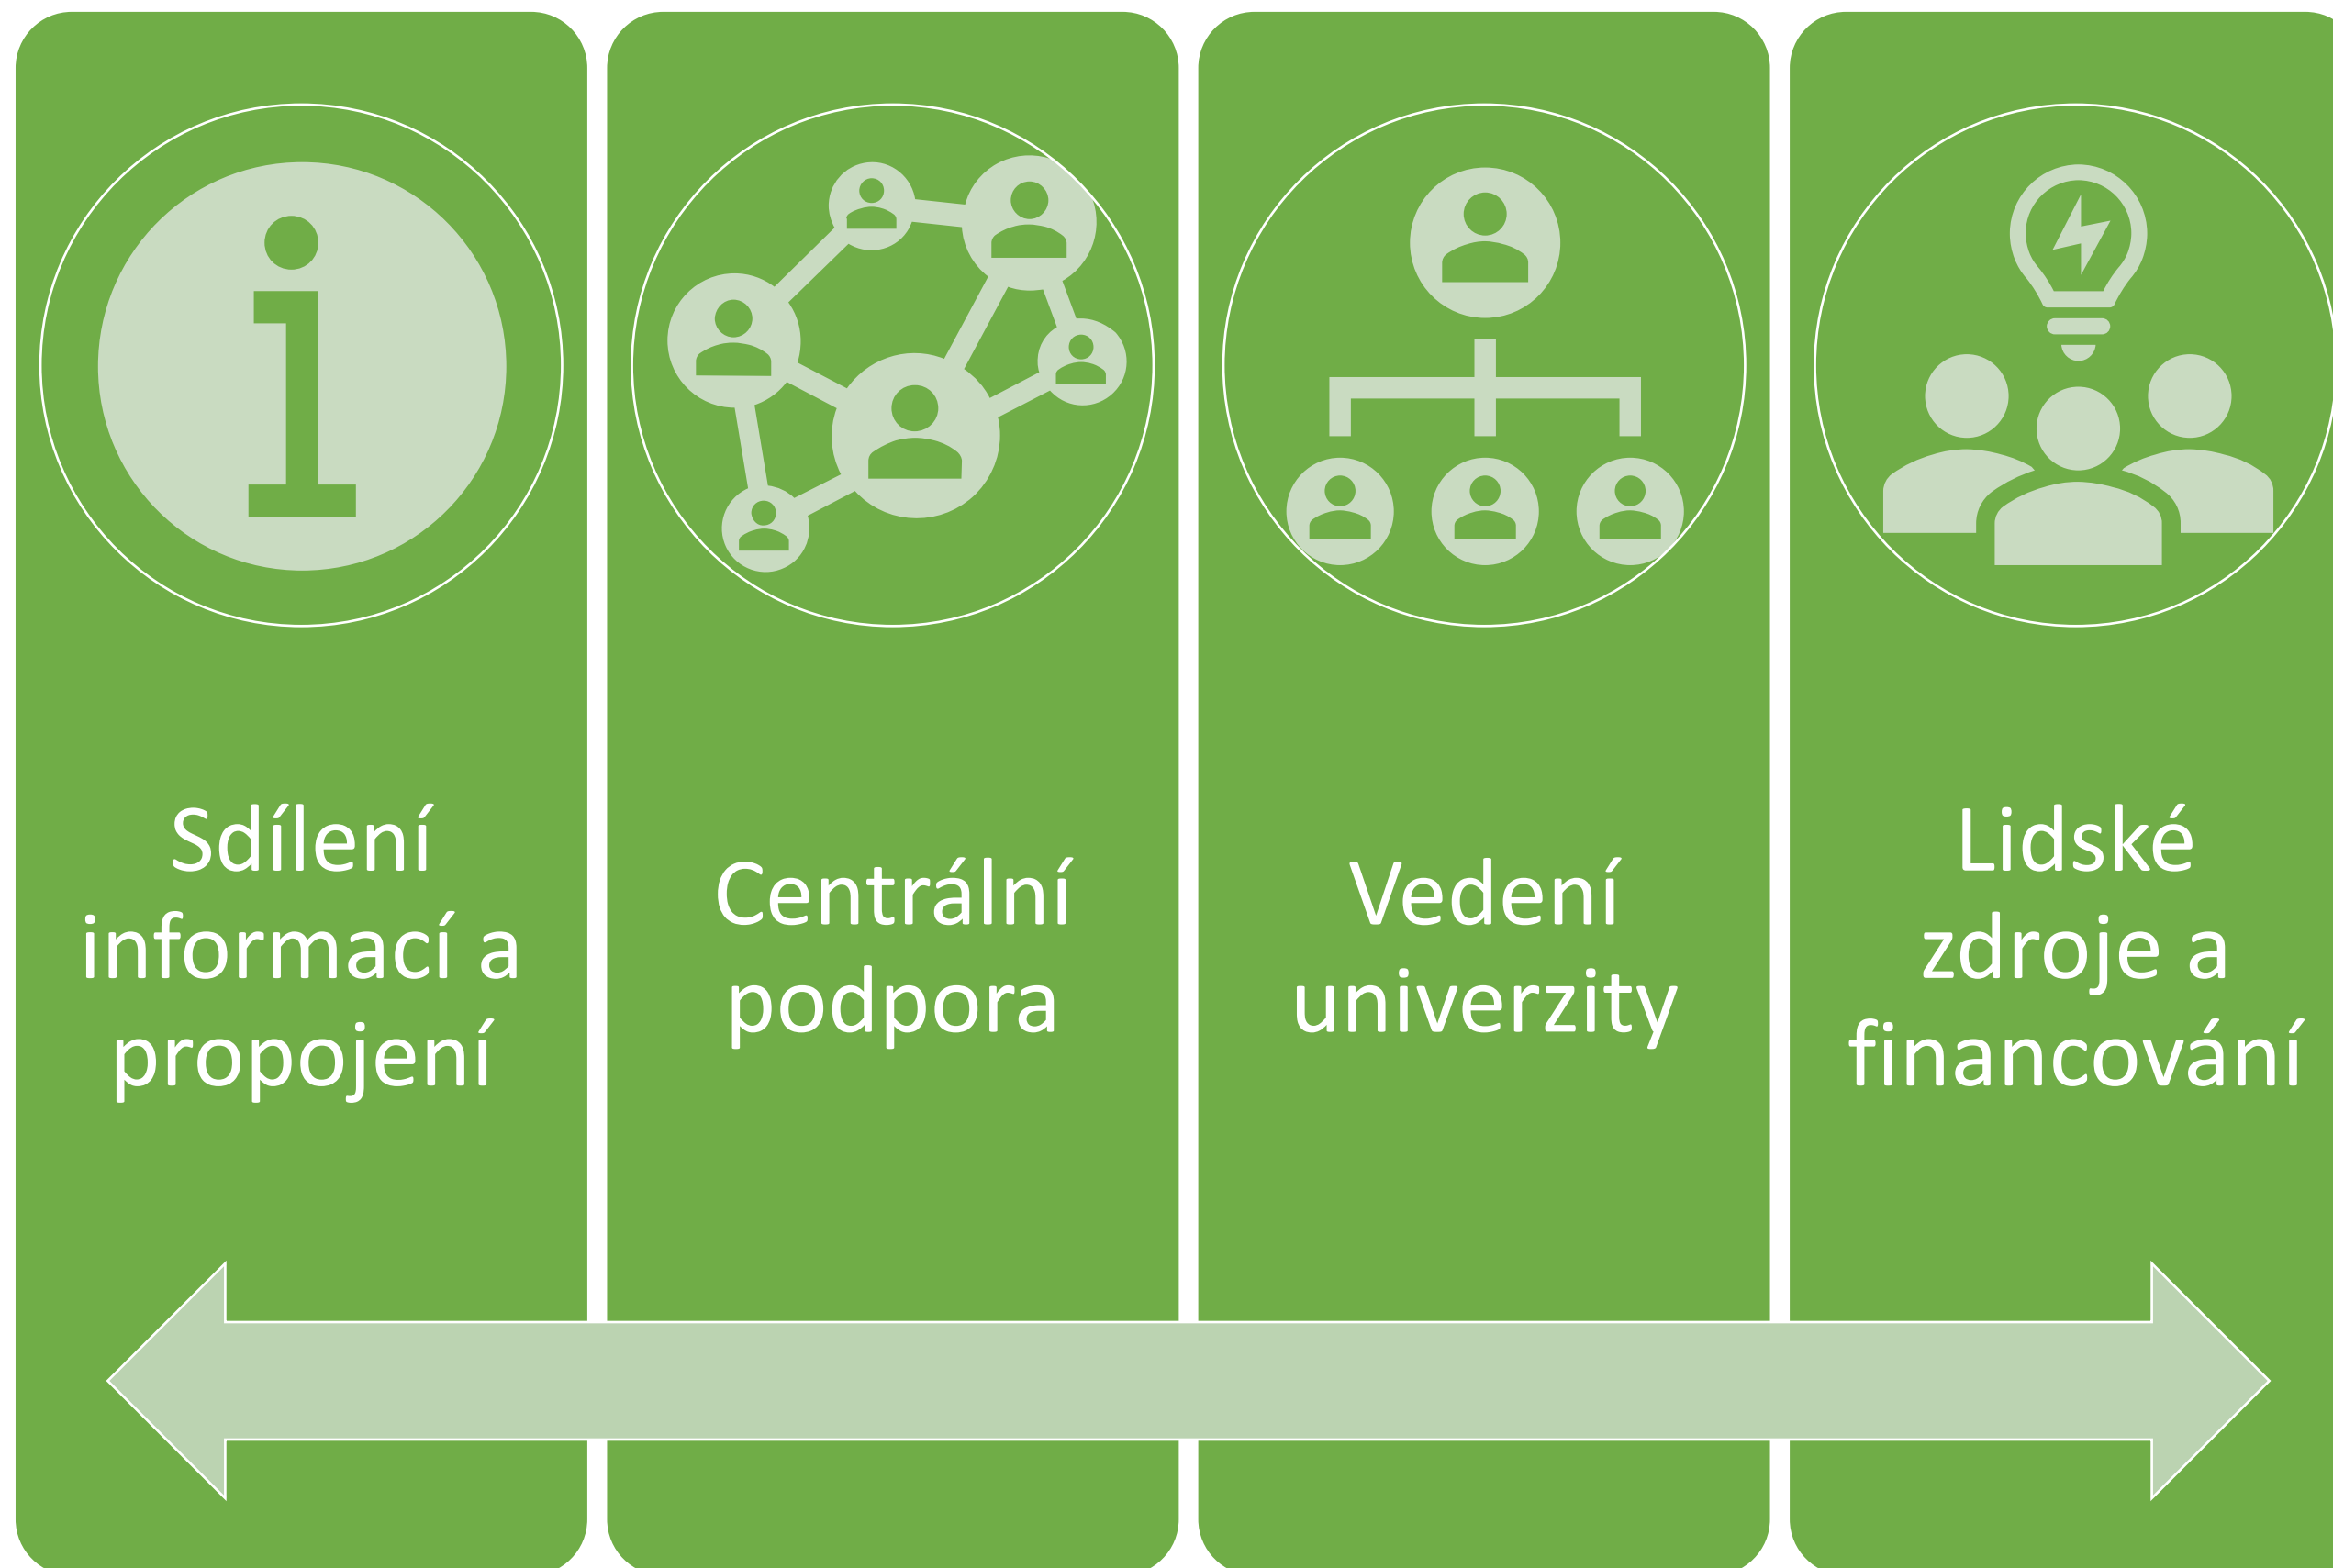 Sdílení
informací a
propojení
Centrální
podpora
Vedení
univerzity
Lidské
zdroje a
financování